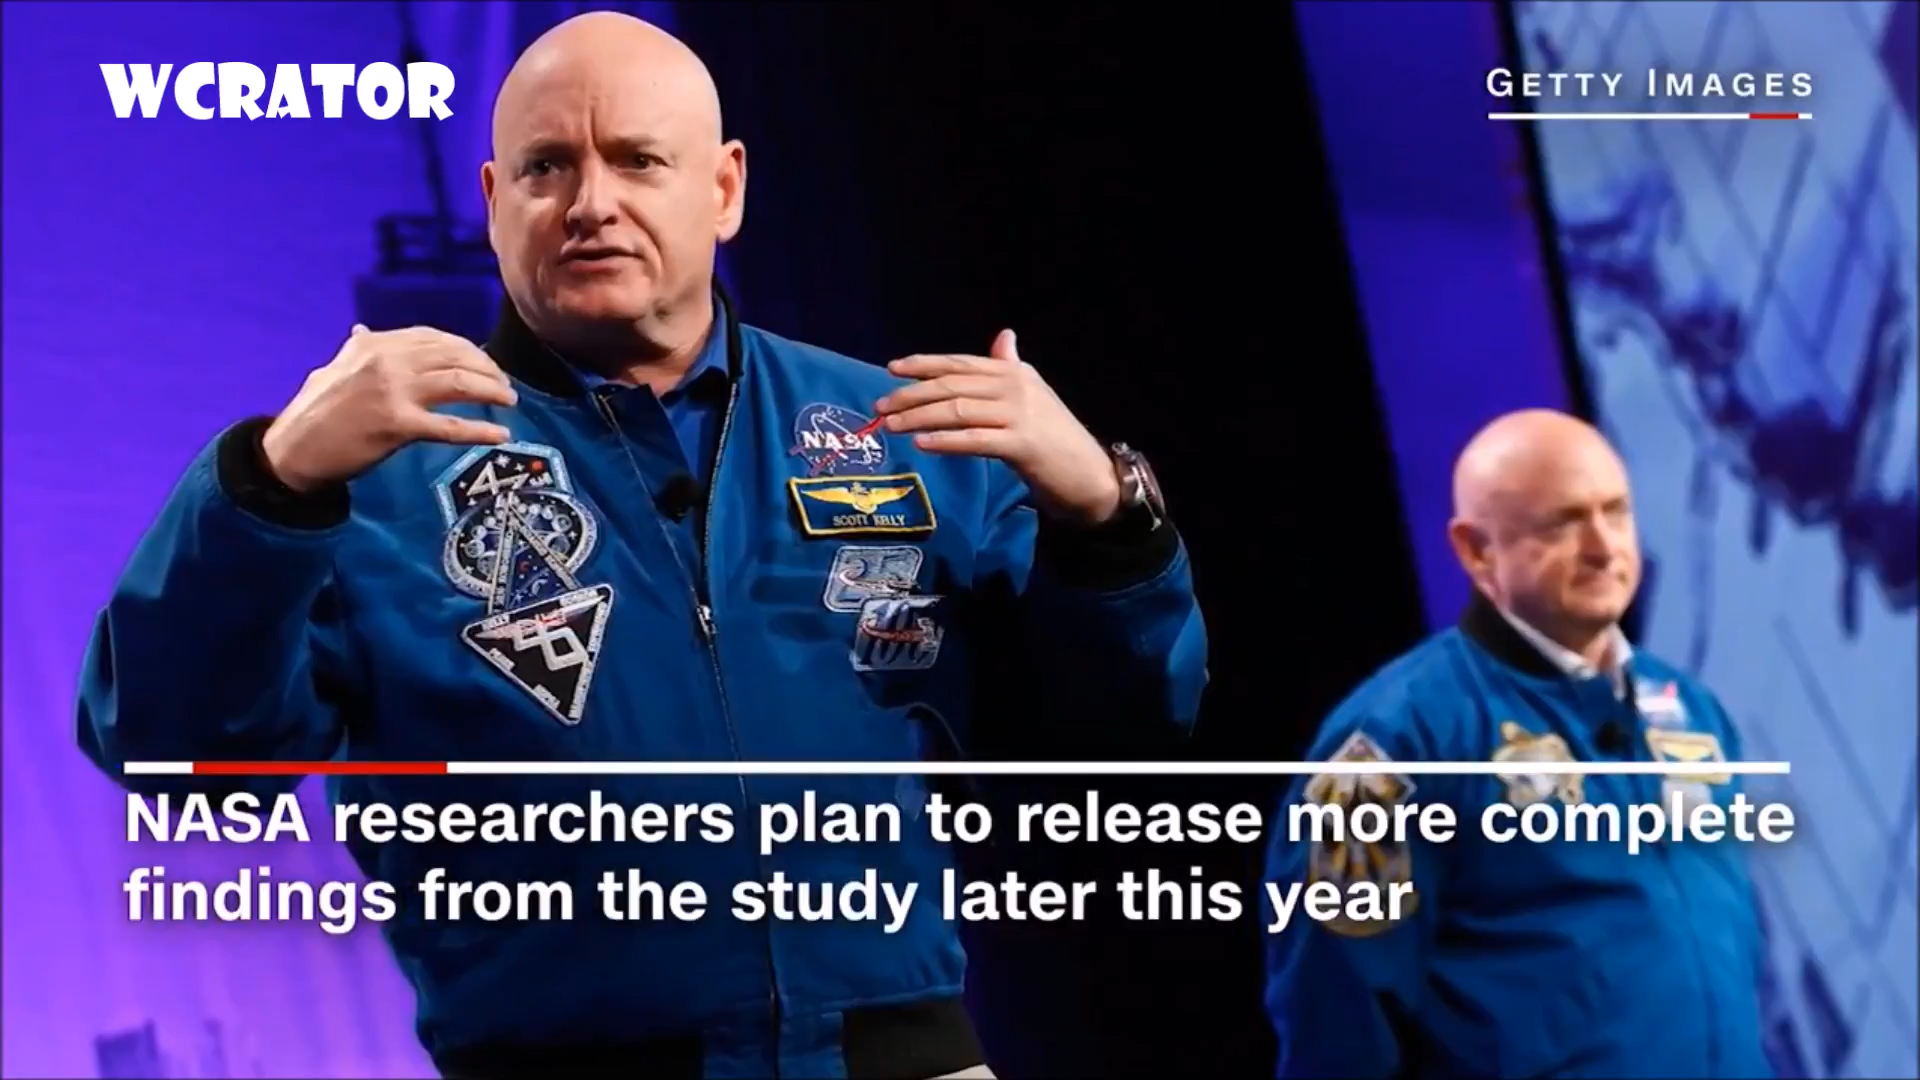 WCRATOR
GETTY IMAGES
NASA
SCOTT KELLY
NASA researchers plan to release more complete
findings from the study later this year